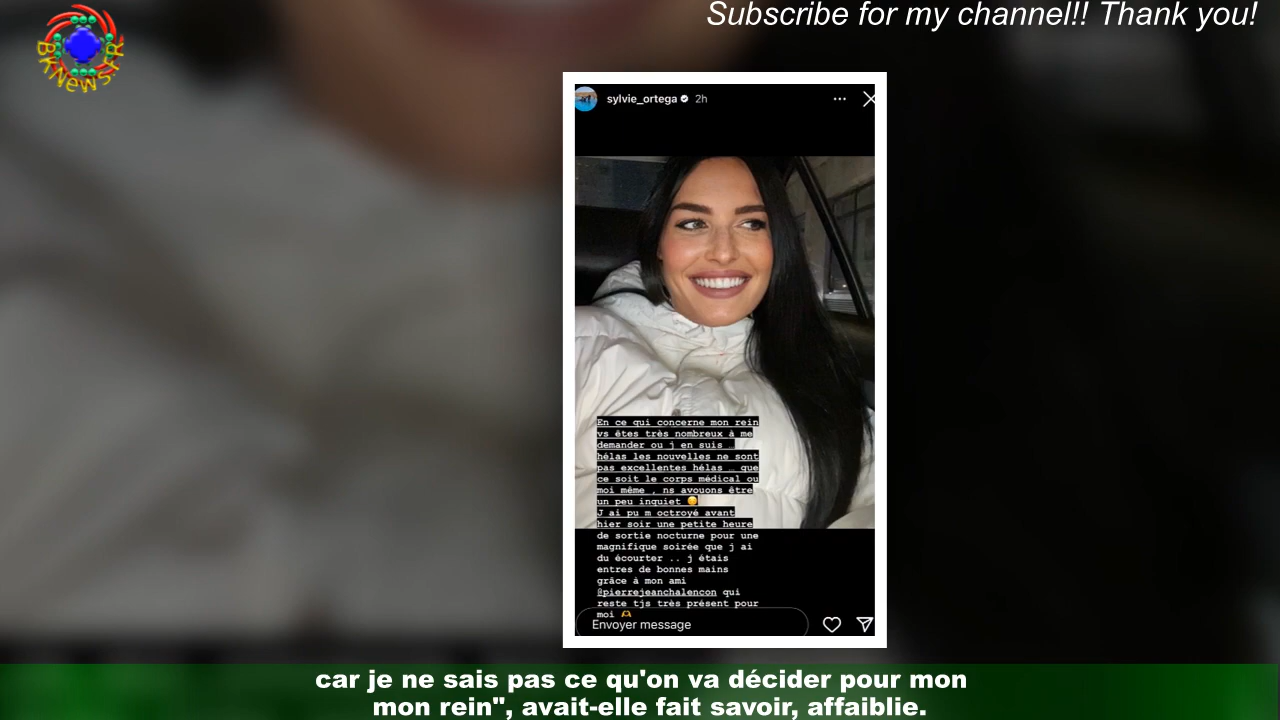 Subscribe for my channel!! Thank you!
BKNews.FR
sylvie_ortega 2h
En ce qui concerne mon rein
vs êtes très nombreux à me
demander ou j en suis …
hélas les nouvelles ne sont
pas excellentes hélas … que
ce soit le corps médical ou
moi même , ns avouons être
un peu inquiet 😔
J ai pu m octroyé avant
hier soir une petite heure
de sortie nocturne pour une
magnifique soirée que j ai
du écourter .. j étais
entres de bonnes mains
grâce à mon ami
@pierrejeanchalencon qui
reste tjs très présent pour
moi 🫶
Envoyer message
car je ne sais pas ce qu'on va décider pour mon
mon rein", avait-elle fait savoir, affaiblie.